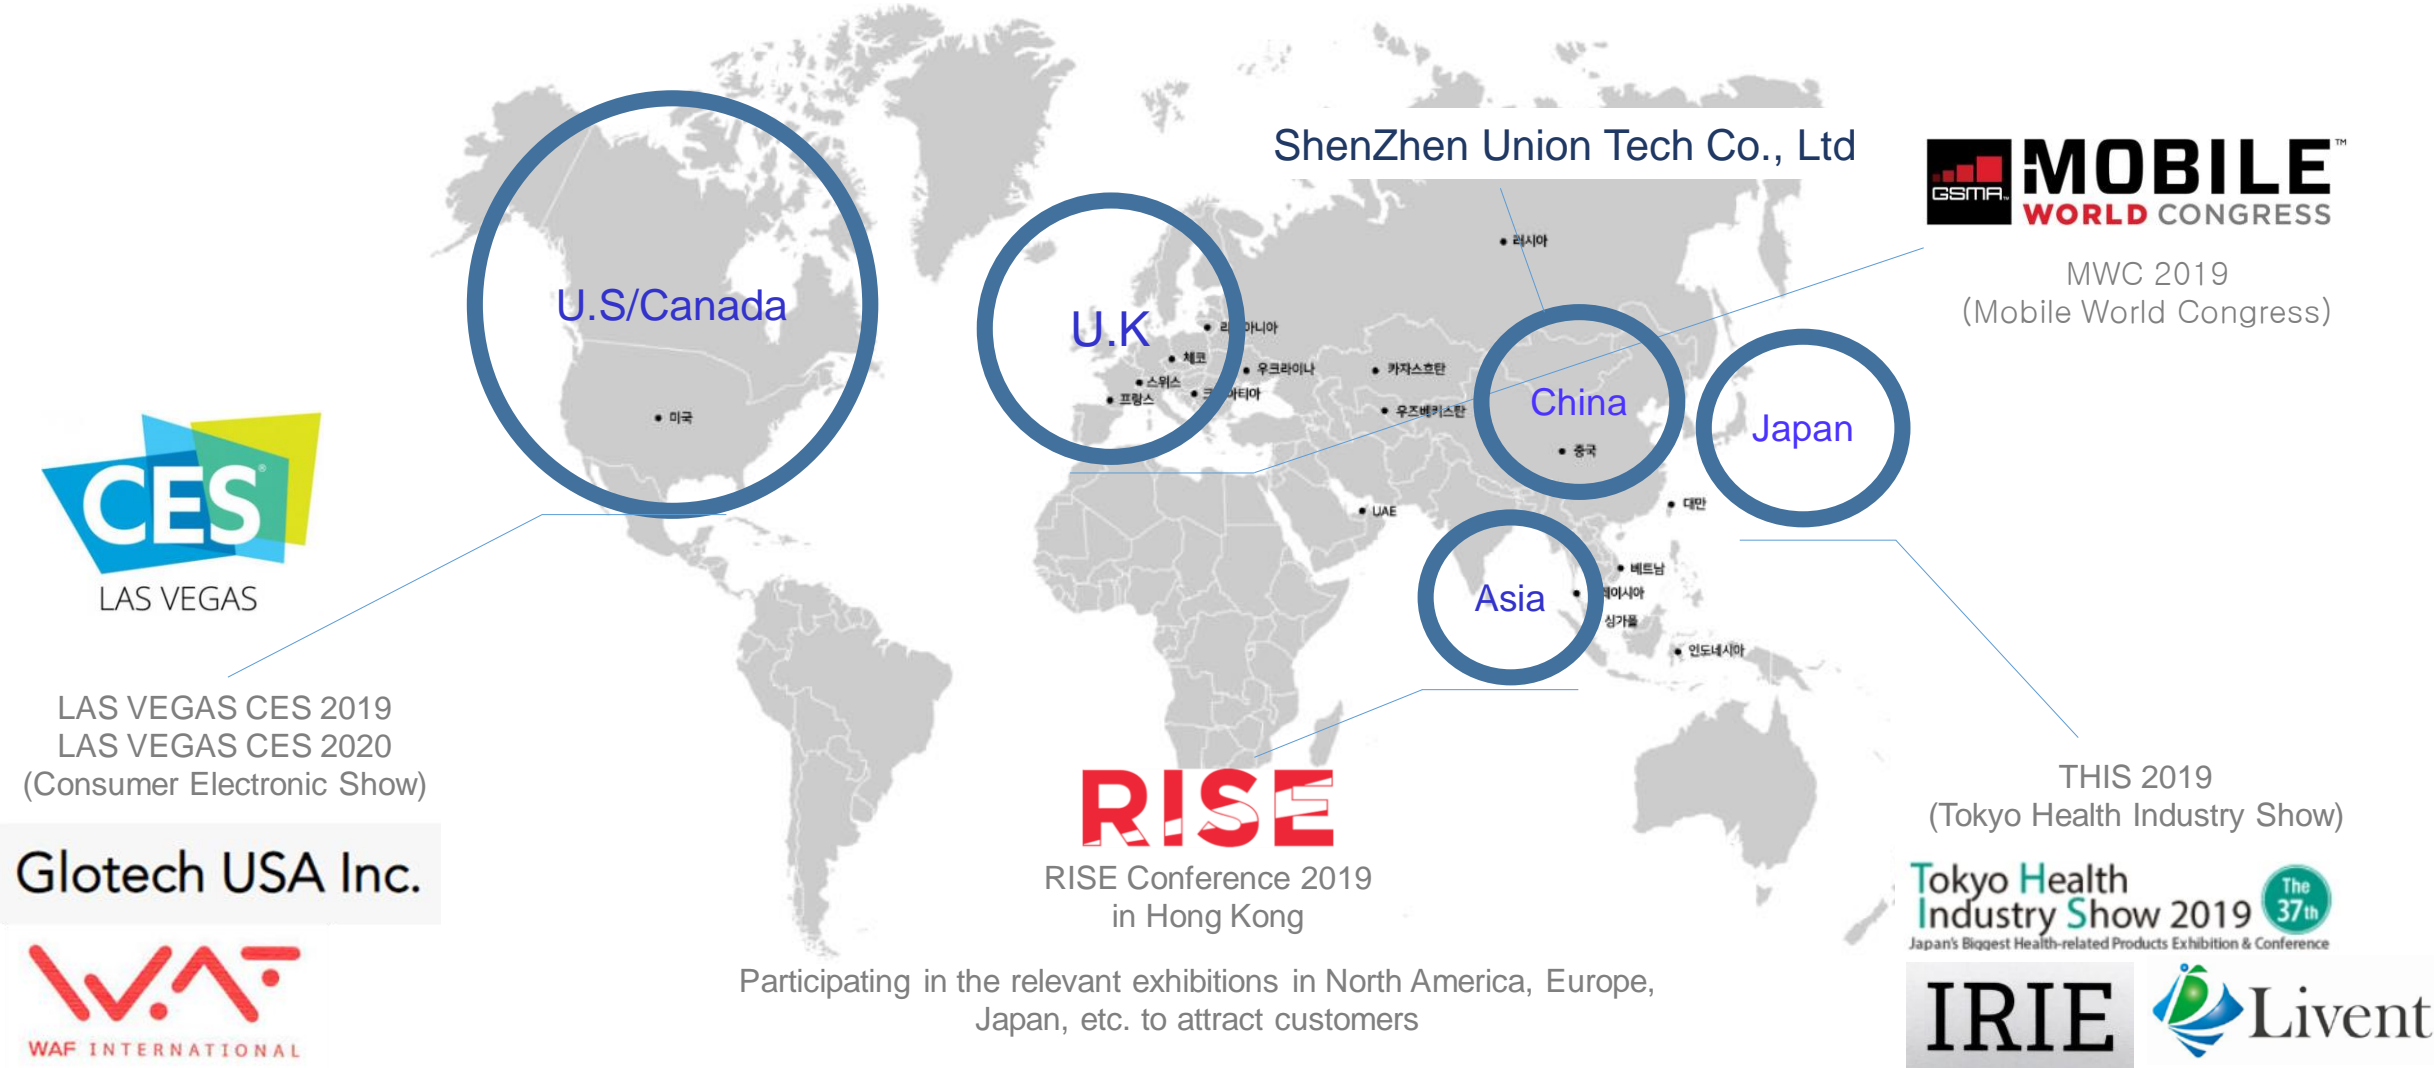 ShenZhen Union Tech Co., Ltd
GSMA
MOBILE™
WORLD CONGRESS
MWC 2019
(Mobile World Congress)
U.S/Canada
미국
U.K
러시아
체코
스위스
프랑스
우크라이나
카자스흐탄
우즈베키스탄
China
중국
Japan
대만
UAE
Asia
베트남
싱가폴
인도네시아
CES®
LAS VEGAS
LAS VEGAS CES 2019
LAS VEGAS CES 2020
(Consumer Electronic Show)
Glotech USA Inc.
WAF
WAF INTERNATIONAL
RISE
RISE Conference 2019
in Hong Kong
Participating in the relevant exhibitions in North America, Europe,
Japan, etc. to attract customers
THIS 2019
(Tokyo Health Industry Show)
Tokyo Health
Industry Show 2019
The
37th
Japan's Biggest Health-related Products Exhibition & Conference
IRIE
Livent